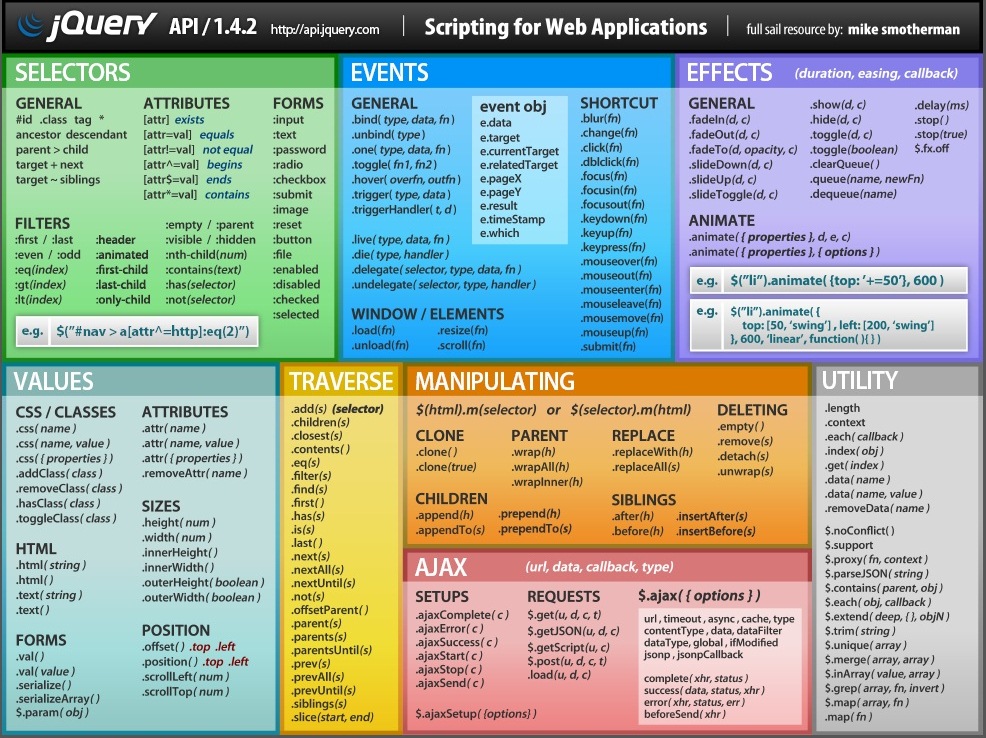 jQuery API / 1.4.2 http://api.jquery.com Scripting for Web Applications full sail resource by: mike smotherman
SELECTORS
GENERAL
#id .class tag *
ancestor descendant
parent > child
target + next
target ~ siblings
ATTRIBUTES
[attr] exists
[attr=val] equals
[attr!=val] not equal
[attr^=val] begins
[attr$=val] ends
[attr*=val] contains
FORMS
:input
:text
:password
:radio
:checkbox
:submit
:image
:reset
:button
:file
:enabled
:disabled
:checked
:selected
FILTERS
:first / :last
:even / :odd
:eq(index)
:gt(index)
:lt(index)
:header
:animated
:first-child
:last-child
:only-child
:empty / :parent
:visible / :hidden
:nth-child(num)
:contains(text)
:has(selector)
:not(selector)
e.g. $("#nav > a[attr^=http]:eq(2)")
EVENTS
GENERAL
.bind( type, data, fn )
.unbind( type )
.one( type, data, fn )
.toggle( fn1, fn2 )
.hover( overfn, outfn )
.trigger( type, data )
.triggerHandler( t, d )
.live( type, data, fn )
.die( type, handler )
.delegate( selector, type, data, fn )
.undelegate( selector, type, handler )
event obj
e.data
e.target
e.currentTarget
e.relatedTarget
e.pageX
e.pageY
e.result
e.timeStamp
e.which
WINDOW / ELEMENTS
.load(fn)
.unload(fn)
.resize(fn)
.scroll(fn)
SHORTCUT
.blur(fn)
.change(fn)
.click(fn)
.dblclick(fn)
.focus(fn)
.focusin(fn)
.focusout(fn)
.keydown(fn)
.keyup(fn)
.keypress(fn)
.mouseover(fn)
.mouseout(fn)
.mouseenter(fn)
.mouseleave(fn)
.mousemove(fn)
.mouseup(fn)
.submit(fn)
EFFECTS (duration, easing, callback)
GENERAL
.fadeIn(d, c)
.fadeOut(d, c)
.fadeTo(d, opacity, c)
.slideDown(d, c)
.slideUp(d, c)
.slideToggle(d, c)
.show(d, c)
.hide(d, c)
.toggle(d, c)
.toggle(boolean)
.clearQueue( )
.queue(name, newFn)
.dequeue(name)
.delay(ms)
.stop( )
.stop(true)
$.fx.off
ANIMATE
.animate( { properties }, d, e, c)
.animate( { properties }, { options } )
e.g. $("li").animate( {top: '+=50'}, 600 )
e.g. $("li").animate( {
top: [50, 'swing'] , left: [200, 'swing']
}, 600, 'linear', function( ){ } )
VALUES
CSS / CLASSES
.css( name )
.css( name, value )
.css( { properties } )
.addClass( class )
.removeClass( class )
.hasClass( class )
.toggleClass( class )
HTML
.html( string )
.html( )
.text( string )
.text( )
FORMS
.val( )
.val( value )
.serialize( )
.serializeArray( )
$.param( obj )
ATTRIBUTES
.attr( name )
.attr( name, value )
.attr( { properties } )
.removeAttr( name )
SIZES
.height( num )
.width( num )
.innerHeight( )
.innerWidth( )
.outerHeight( boolean )
.outerWidth( boolean )
POSITION
.offset( ) .top .left
.position( ) .top .left
.scrollLeft( num )
.scrollTop( num )
TRAVERSE
.add(s) (selector)
.children(s)
.closest(s)
.contents( )
.eq(s)
.filter(s)
.find(s)
.first( )
.has(s)
.is(s)
.last( )
.next(s)
.nextAll(s)
.nextUntil(s)
.not(s)
.offsetParent( )
.parent(s)
.parents(s)
.parentsUntil(s)
.prev(s)
.prevAll(s)
.prevUntil(s)
.siblings(s)
.slice(start, end)
MANIPULATING
$(html).m(selector) or $(selector).m(html)
CLONE
.clone( )
.clone(true)
PARENT
.wrap(h)
.wrapAll(h)
.wrapInner(h)
REPLACE
.replaceWith(h)
.replaceAll(s)
DELETING
.empty( )
.remove(s)
.detach(s)
.unwrap(s)
CHILDREN
.append(h)
.appendTo(s)
.prepend(h)
.prependTo(s)
SIBLINGS
.after(h)
.before(h)
.insertAfter(s)
.insertBefore(s)
AJAX (url, data, callback, type)
SETUPS
.ajaxComplete( c )
.ajaxError( c )
.ajaxSuccess( c )
.ajaxStart( c )
.ajaxStop( c )
.ajaxSend( c )
$.ajaxSetup( {options} )
REQUESTS
$.get(u, d, c, t)
$.getJSON(u, d, c)
$.getScript(u, c)
$.post(u, d, c, t)
.load(u, d, c)
$.ajax( { options } )
url , timeout , async , cache, type
contentType , data, dataFilter
dataType, global , ifModified
jsonp , jsonpCallback
complete( xhr, status )
success( data, status, xhr )
error( xhr, status, err )
beforeSend( xhr )
UTILITY
.length
.context
.each( callback )
.index( obj )
.get( index )
.data( name )
.data( name, value )
.removeData( name )
$.noConflict( )
$.support
$.proxy( fn, context )
$.parseJSON( string )
$.contains( parent, obj )
$.each( obj, callback )
$.extend( deep, { }, objN )
$.trim( string )
$.unique( array )
$.merge( array, array )
$.inArray( value, array )
$.grep( array, fn, invert )
$.map( array, fn )
.map( fn )